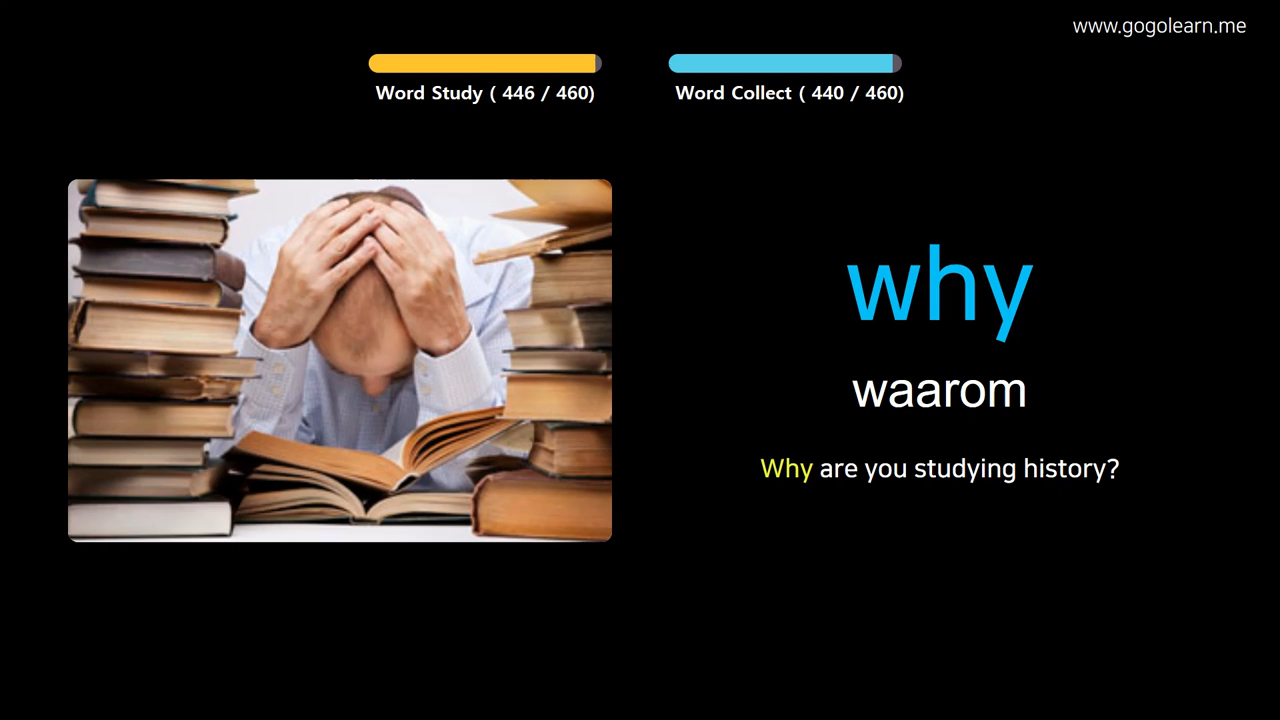 www.gogolearn.me
Word Study ( 446 / 460)
Word Collect ( 440 / 460)
why
waarom
Why are you studying history?